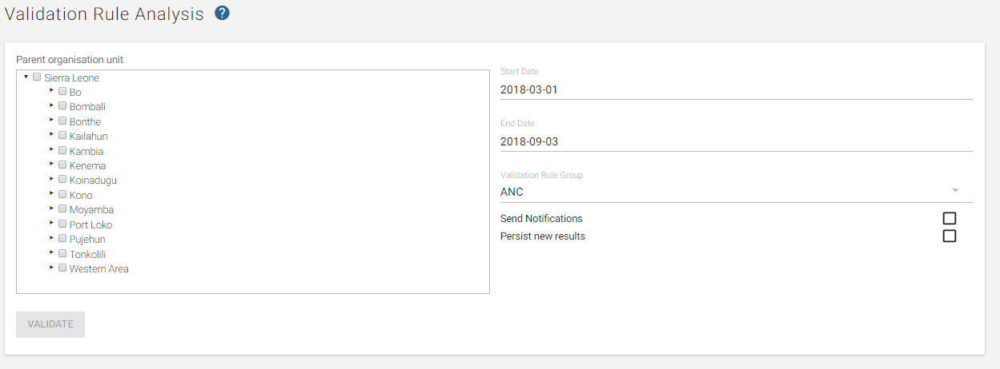 Validation Rule Analysis ?
Parent organisation unit
Sierra Leone
Bo
Bombali
Bonthe
Kailahun
Kambia
Kenema
Koinadugu
Kono
Moyamba
Port Loko
Pujehun
Tonkolili
Western Area
VALIDATE
Start Date
2018-03-01
End Date
2018-09-03
Validation Rule Group
ANC
Send Notifications
Persist new results